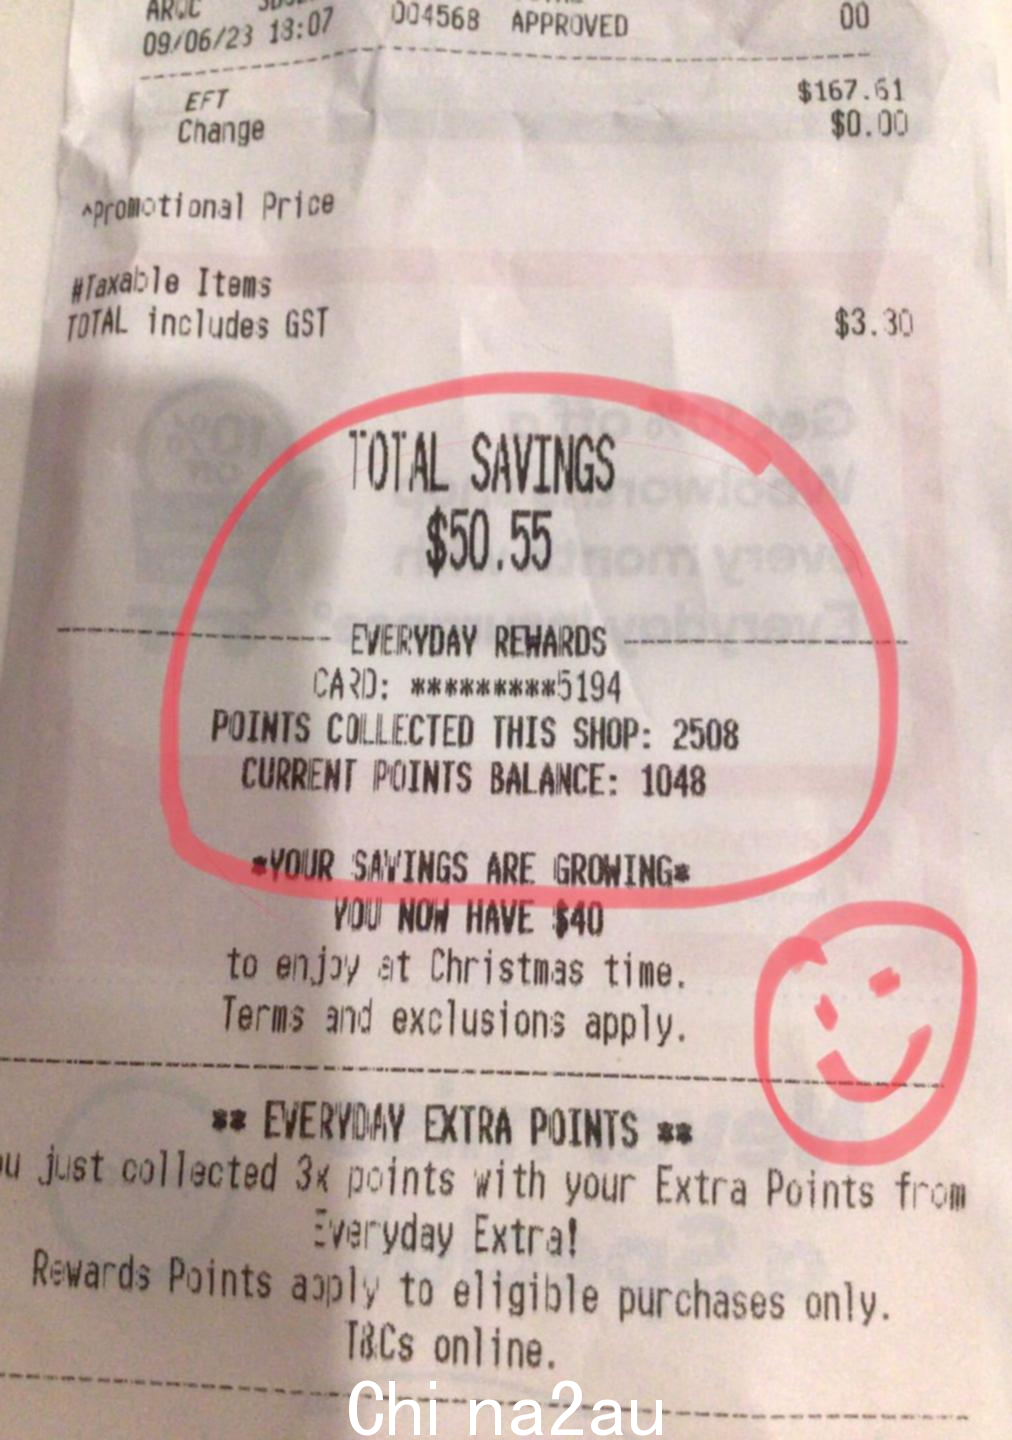 ARQC
004568 APPROVED 00
09/06/23 18:07
EFT $167.61
Change $0.00
^Promotional Price
#Taxable Items
TOTAL includes GST $3.30
TOTAL SAVINGS
$50.55
EVERYDAY REWARDS
CARD: *********5194
POINTS COLLECTED THIS SHOP: 2508
CURRENT POINTS BALANCE: 1048
*YOUR SAVINGS ARE GROWING*
YOU NOW HAVE $40
to enjoy at Christmas time.
Terms and exclusions apply.
** EVERYDAY EXTRA POINTS **
u just collected 3x points with your Extra Points from
Everyday Extra!
Rewards Points apply to eligible purchases only.
T&Cs online.
China2au